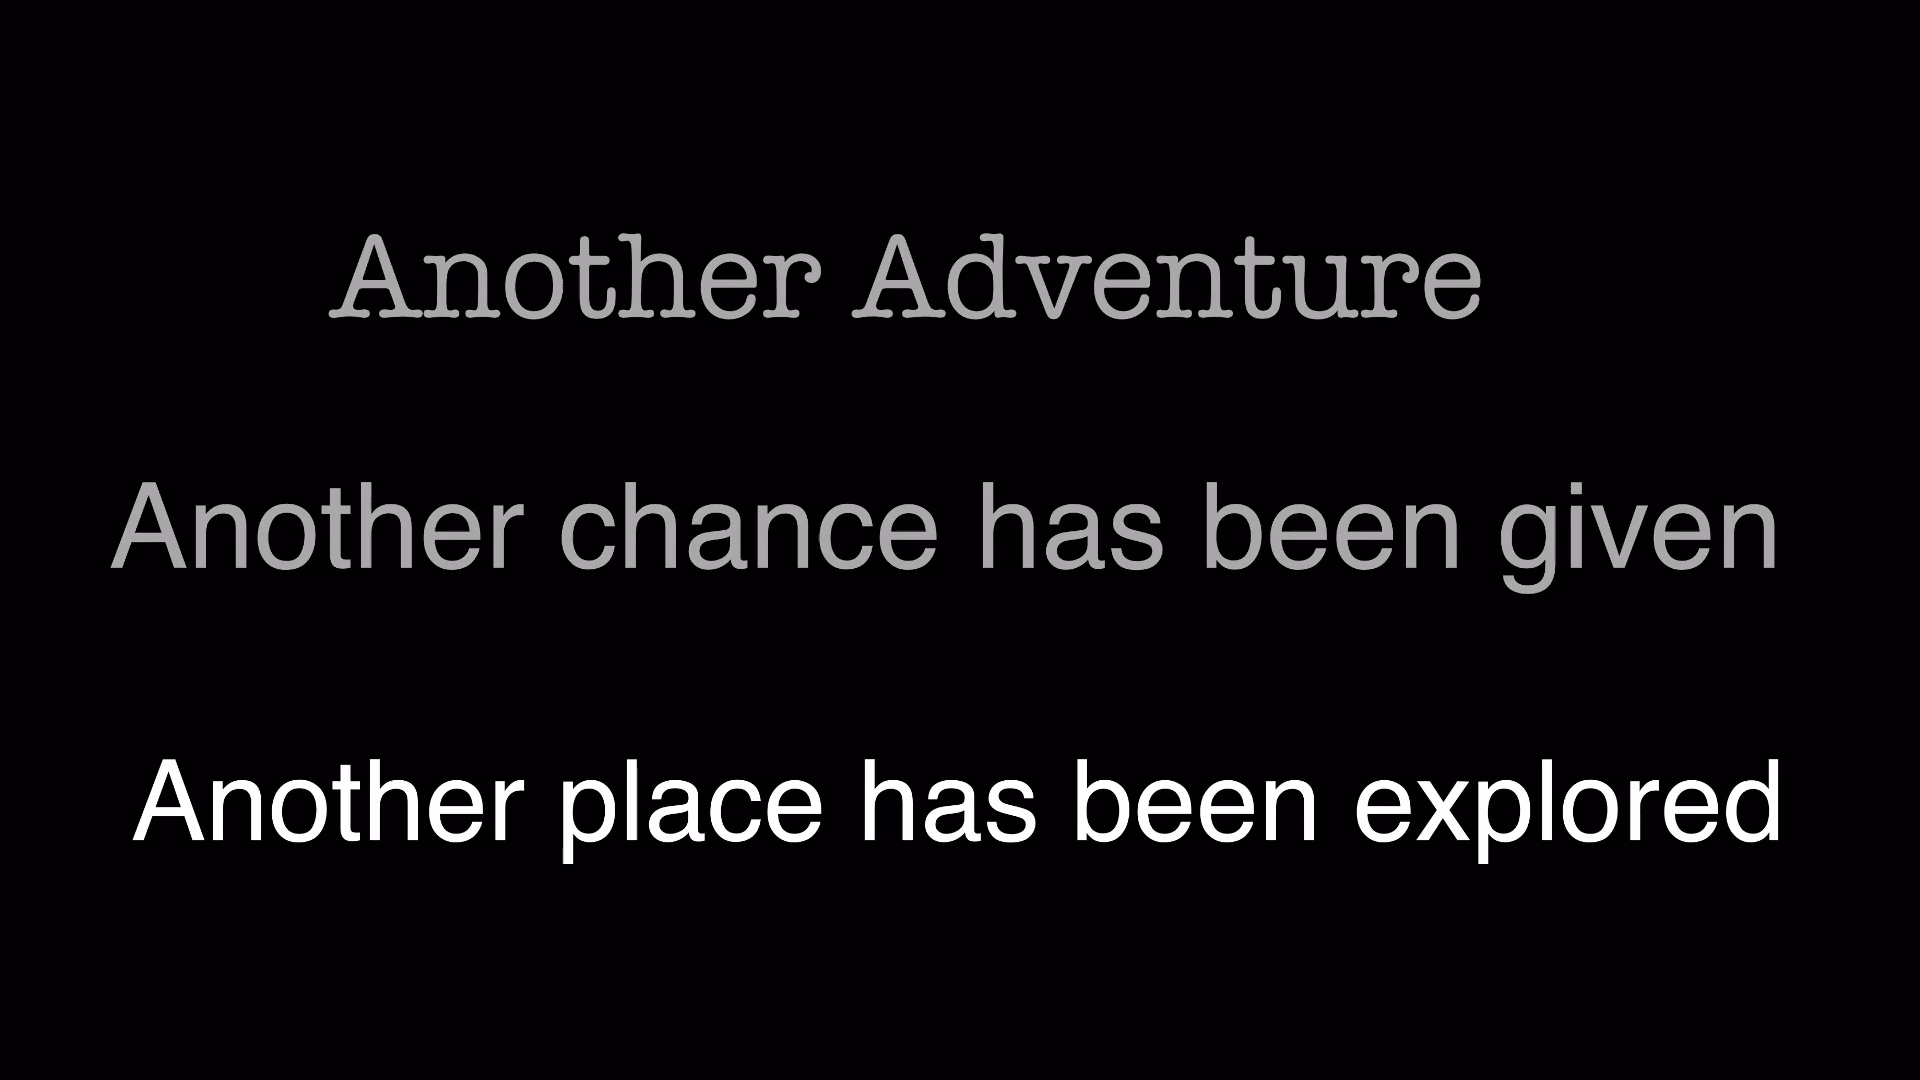 Another Adventure
Another chance has been given
Another place has been explored